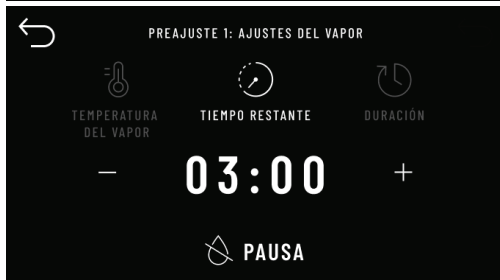 PREAJUSTE 1: AJUSTES DEL VAPOR
TEMPERATURA
DEL VAPOR
TIEMPO RESTANTE
DURACIÓN
− 03:00 +
PAUSA